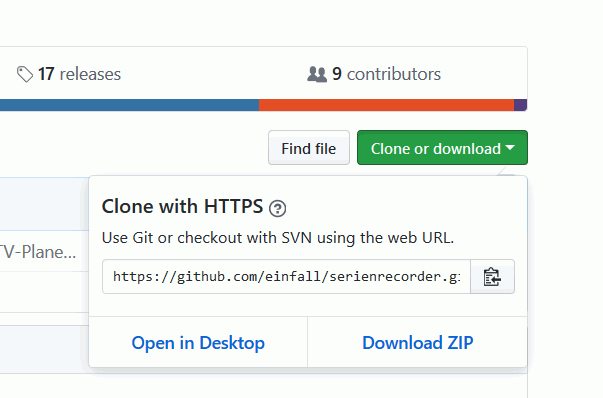 17 releases 9 contributors
Find file Clone or download
Clone with HTTPS
Use Git or checkout with SVN using the web URL.
TV-Plane...
https://github.com/einfall/serienrecorder.g
Open in Desktop Download ZIP